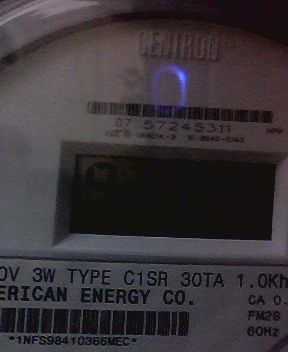 CENTRON
07 57245311
0V 3W TYPE C1SR 30TA 1.0Kh
ERICAN ENERGY CO.
CA 0.
FM2S
60Hz
*1NFS98410366MEC*